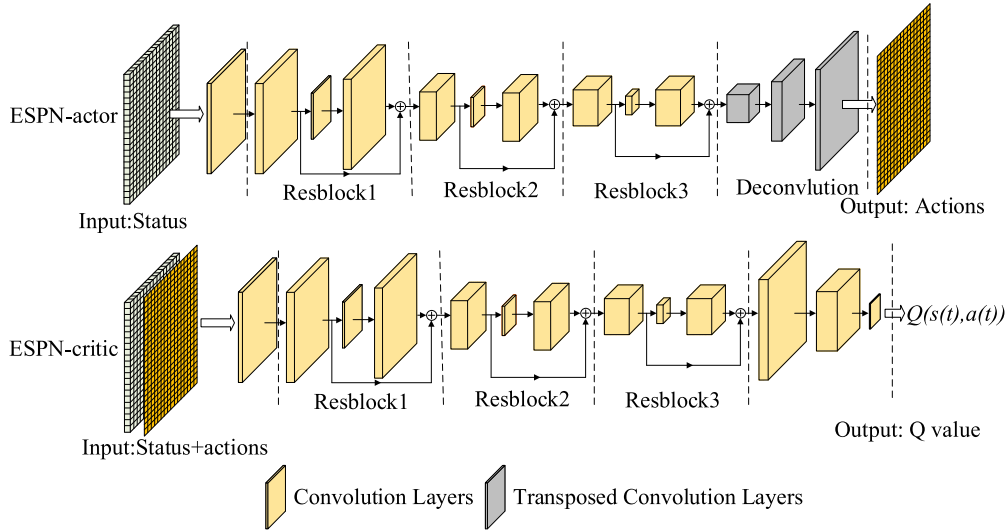 ESPN-actor
Input:Status
Resblock1
Resblock2
Resblock3
Deconvlution
Output: Actions
ESPN-critic
Input:Status+actions
Resblock1
Resblock2
Resblock3
Q(s(t),a(t))
Output: Q value
Convolution Layers
Transposed Convolution Layers